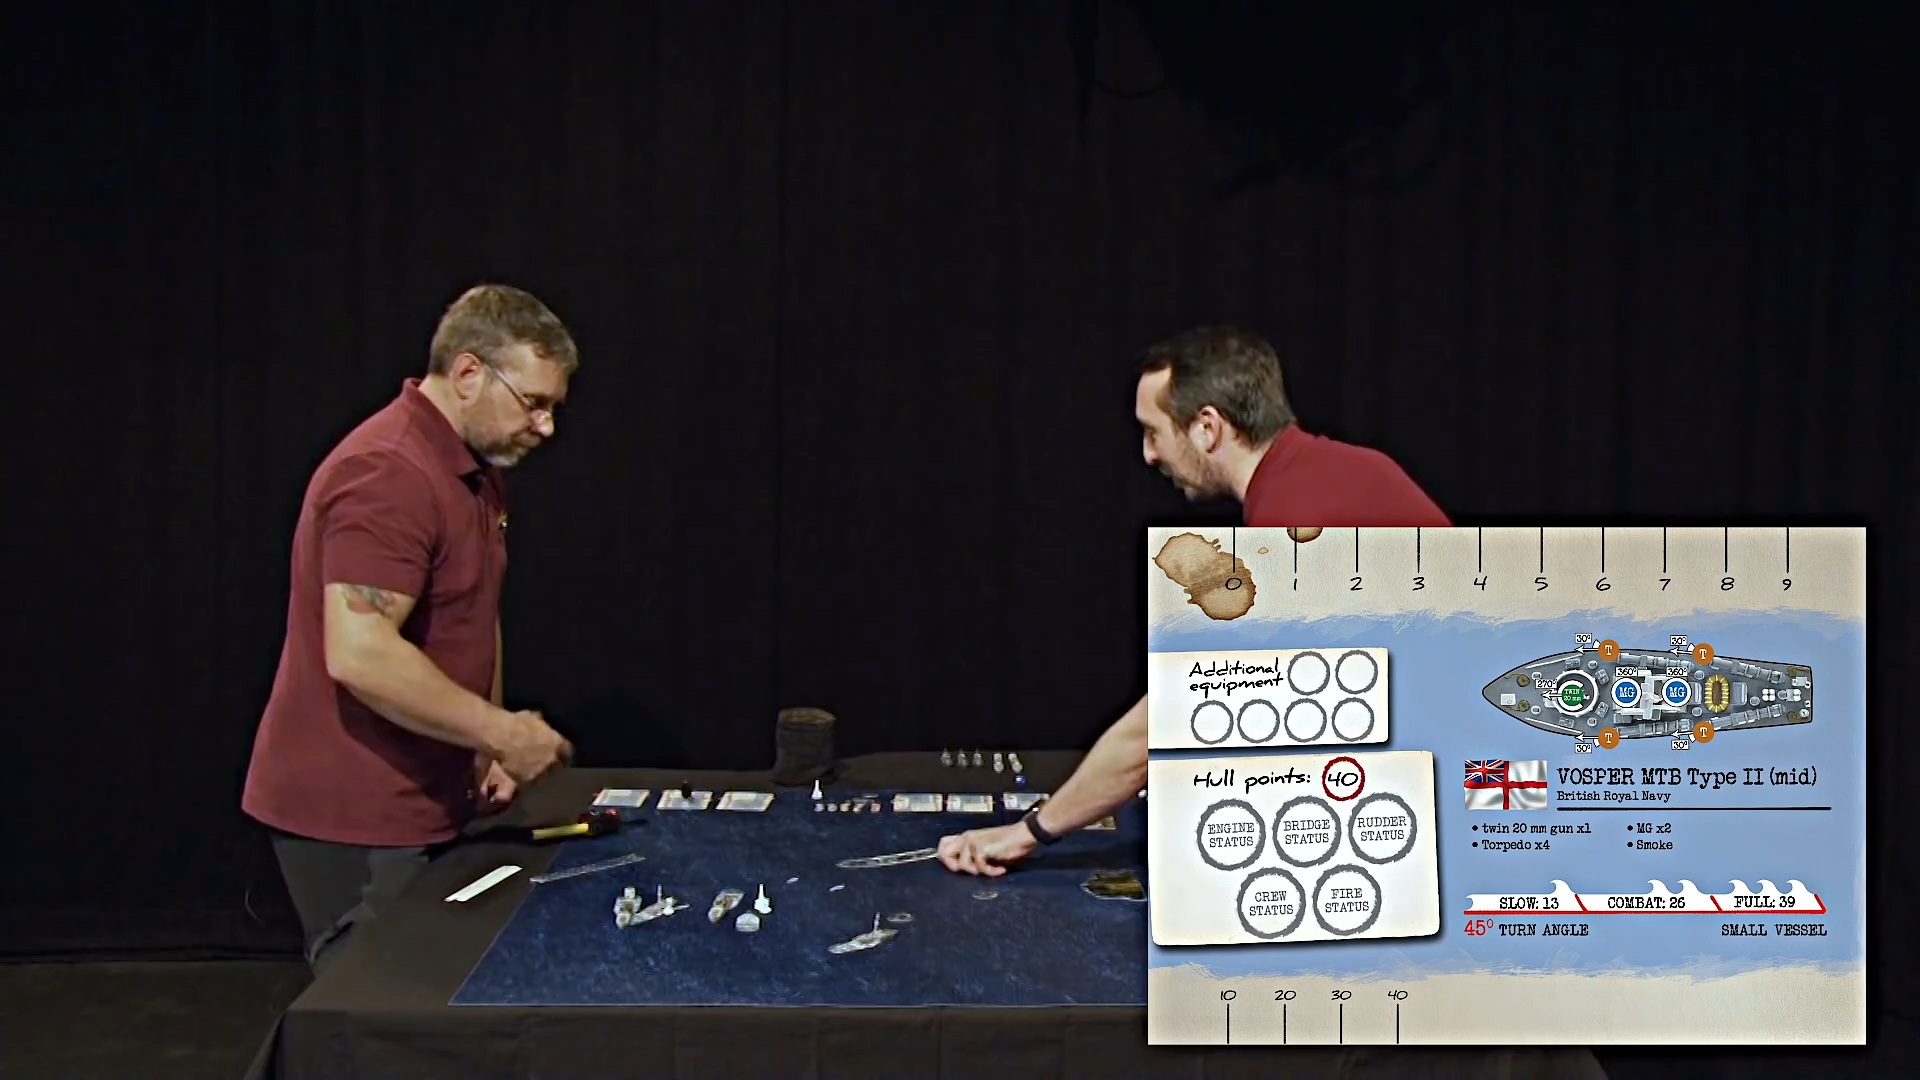 0 1 2 3 4 5 6 7 8 9
Additional
equipment
Hull points: 40
ENGINE
STATUS
BRIDGE
STATUS
RUDDER
STATUS
CREW
STATUS
FIRE
STATUS
10 20 30 40
30° T
30° T
270°
TWIN
20 mm
360°
MG
360°
MG
30° T
30° T
VOSPER MTB Type II (mid)
British Royal Navy
• twin 20 mm gun x1
• MG x2
• Torpedo x4
• Smoke
SLOW: 13 COMBAT: 26 FULL: 39
45° TURN ANGLE SMALL VESSEL